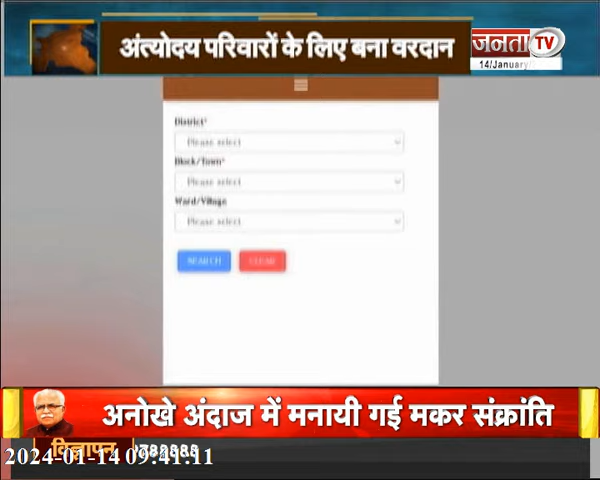 अंत्योदय परिवारों के लिए बना वरदान
जनता TV
14/January/
District*
Please select
Block/Town*
Please select
Ward/Village
Please select
SEARCH CLEAR
अनोखे अंदाज में मनायी गई मकर संक्रांति
विज्ञापन
2024-01-14 09:41:11